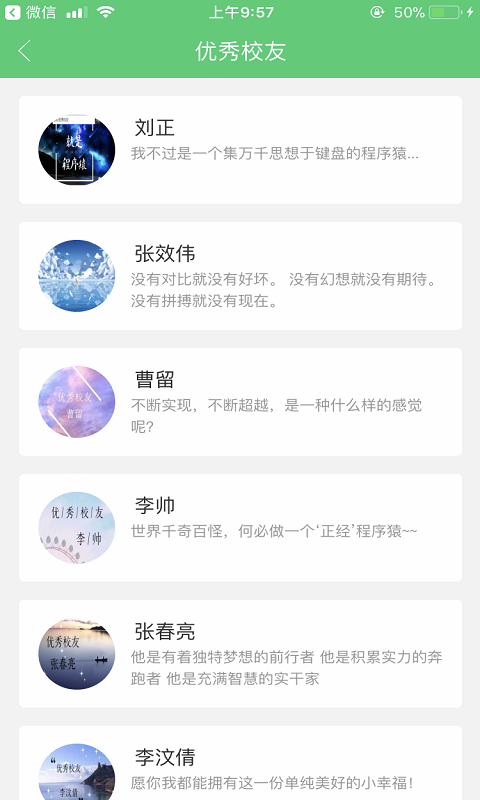 微信
上午9:57
50%
优秀校友
就是
程序猿
刘正
我不过是一个集万千思想于键盘的程序猿...
张效伟
没有对比就没有好坏。 没有幻想就没有期待。
没有拼搏就没有现在。
优秀校友
曹留
曹留
不断实现，不断超越，是一种什么样的感觉
呢?
优/秀/校/友
李/帅
李帅
世界千奇百怪，何必做一个‘正经’程序猿~~
优秀校友
张春亮
张春亮
他是有着独特梦想的前行者 他是积累实力的奔
跑者 他是充满智慧的实干家
优秀校友
李汶倩
李汶倩
愿你我都能拥有这一份单纯美好的小幸福！